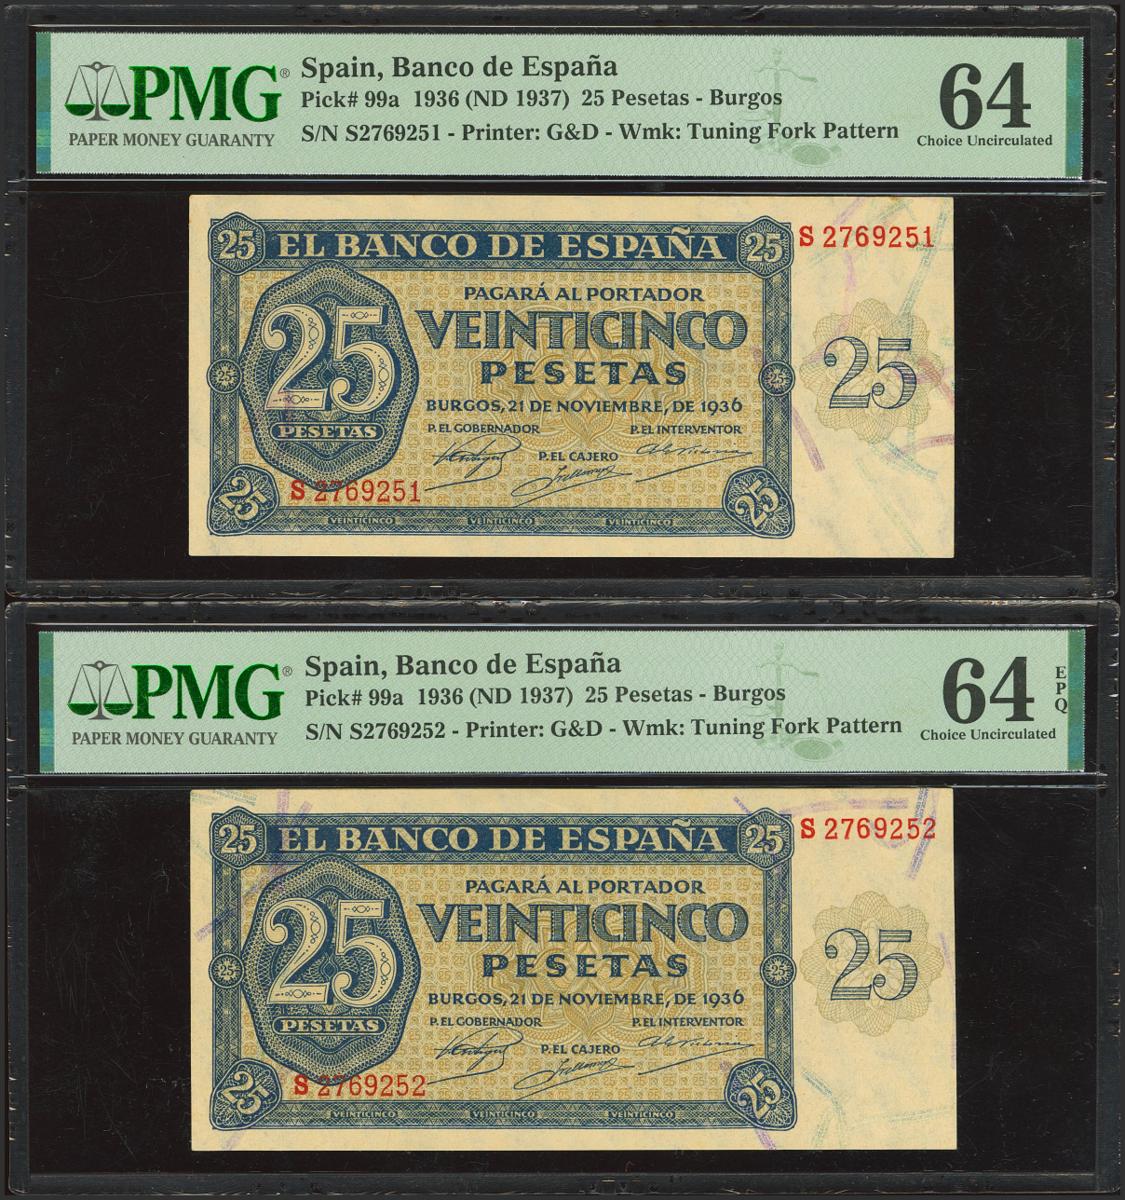 PMG®
PAPER MONEY GUARANTY
Spain, Banco de España
Pick# 99a 1936 (ND 1937) 25 Pesetas - Burgos
S/N S2769251 - Printer: G&D - Wmk: Tuning Fork Pattern
64
Choice Uncirculated
25 EL BANCO DE ESPAÑA 25
S 2769251
PAGARÁ AL PORTADOR
VEINTICINCO
PESETAS
25
PESETAS
25
25
25
BURGOS, 21 DE NOVIEMBRE, DE 1936
P. EL GOBERNADOR
P. EL INTERVENTOR
P. EL CAJERO
S 2769251
25
25
VEINTICINCO VEINTICINCO VEINTICINCO
PMG®
PAPER MONEY GUARANTY
Spain, Banco de España
Pick# 99a 1936 (ND 1937) 25 Pesetas - Burgos
S/N S2769252 - Printer: G&D - Wmk: Tuning Fork Pattern
64
EPQ
Choice Uncirculated
25 EL BANCO DE ESPAÑA 25
S 2769252
PAGARÁ AL PORTADOR
VEINTICINCO
PESETAS
25
PESETAS
25
25
25
BURGOS, 21 DE NOVIEMBRE, DE 1936
P. EL GOBERNADOR
P. EL INTERVENTOR
P. EL CAJERO
S 2769252
25
25
VEINTICINCO VEINTICINCO VEINTICINCO